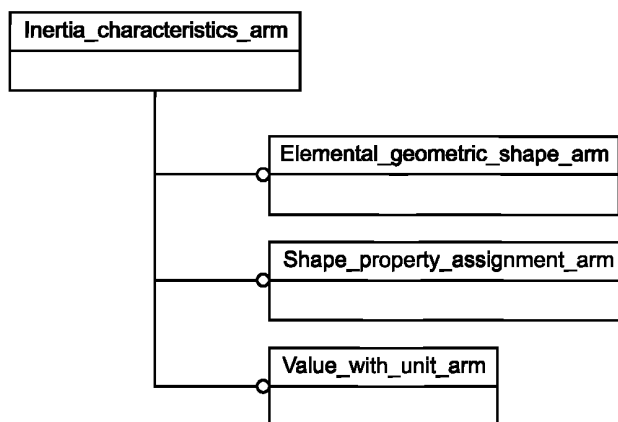 Inertia_characteristics_arm
Elemental_geometric_shape_arm
Shape_property_assignment_arm
Value_with_unit_arm